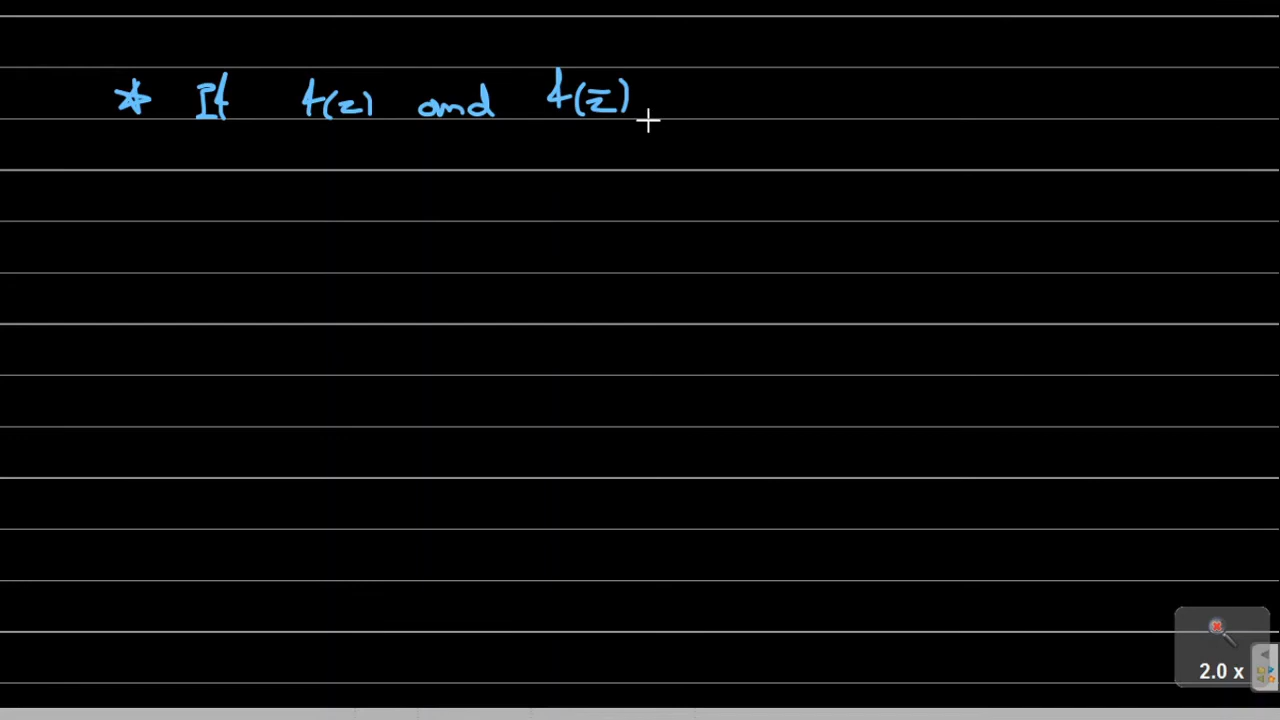 * If f(z) and f(z̅)
2.0 x